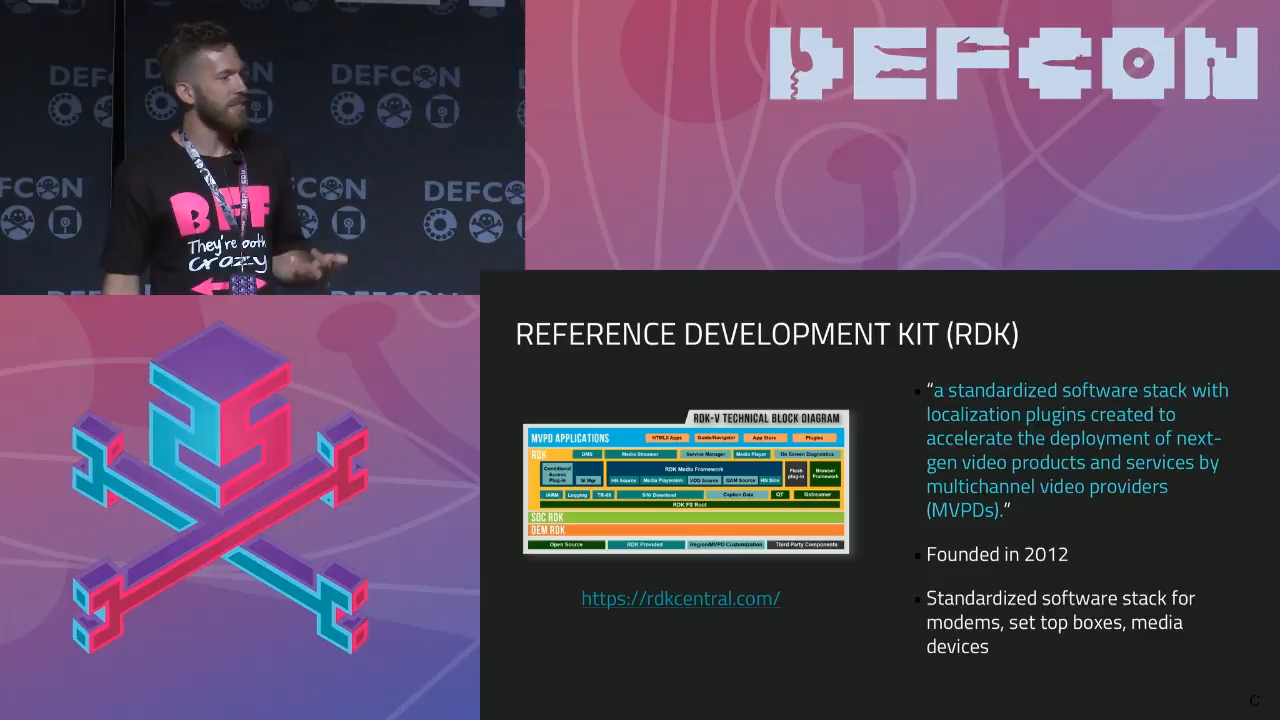 DEFCON
DEFCON
DEFCON
DEFCON
BFF
They're both
crazy
DEFCON
REFERENCE DEVELOPMENT KIT (RDK)
RDK-V TECHNICAL BLOCK DIAGRAM
MVPD APPLICATIONS
HTML5 Apps
Guide/Navigator
App Store
Plugins
RDK
DMS
Media Streamer
Service Manager
Media Player
On Screen Diagnostics
Conditional
Access
Plug-in
SI Mgr
RDK Media Framework
HN Source
Media Playersink
VOD Source
QAM Source
HN Sink
Flash
plug-in
Browser
Framework
IARM
Logging
TR-69
S/W Download
Caption Data
QT
Gstreamer
RDK FS Root
SOC RDK
OEM RDK
Open Source
RDK Provided
Region/MVPD Customization
Third Party Components
https://rdkcentral.com/
“a standardized software stack with
localization plugins created to
accelerate the deployment of next-
gen video products and services by
multichannel video providers
(MVPDs).”
Founded in 2012
Standardized software stack for
modems, set top boxes, media
devices
C